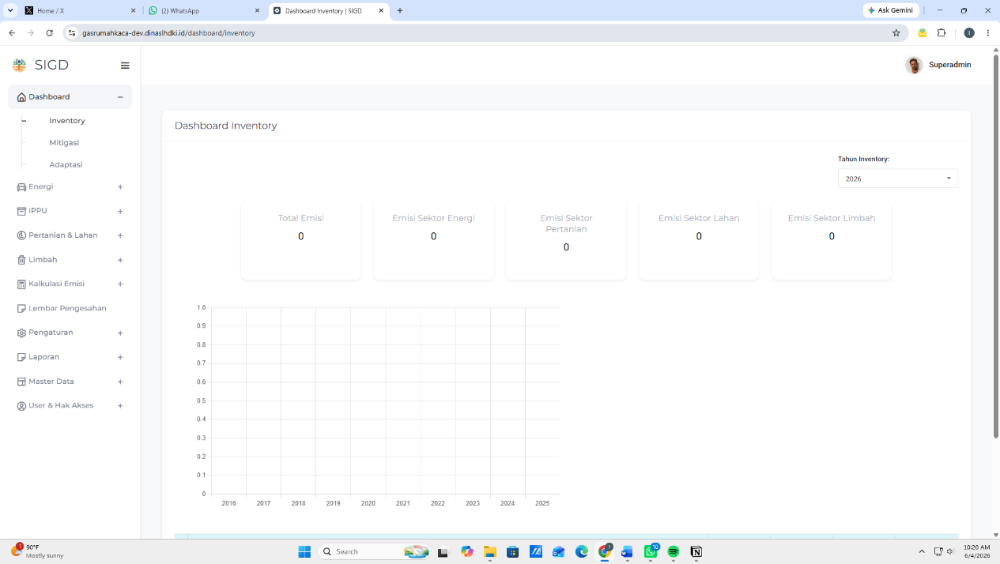 Home / X
(2) WhatsApp
Dashboard Inventory | SIGD
Ask Gemini
gasrumahkaca-dev.dinaslhdki.id/dashboard/inventory
I
SIGD
Superadmin
Dashboard
Inventory
Mitigasi
Adaptasi
Energi
IPPU
Pertanian & Lahan
Limbah
Kalkulasi Emisi
Lembar Pengesahan
Pengaturan
Laporan
Master Data
User & Hak Akses
Dashboard Inventory
Tahun Inventory:
2026
Total Emisi
0
Emisi Sektor Energi
0
Emisi Sektor
Pertanian
0
Emisi Sektor Lahan
0
Emisi Sektor Limbah
0
1.0
0.9
0.8
0.7
0.6
0.5
0.4
0.3
0.2
0.1
0
2016 2017 2018 2019 2020 2021 2022 2023 2024 2025
1
90°F
Mostly sunny
Search
1
10
10:20 AM
6/4/2026